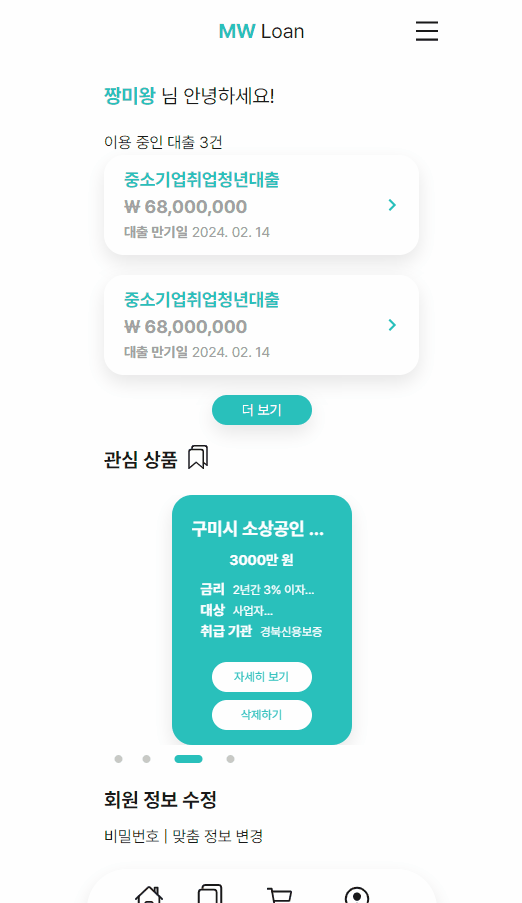 MW Loan
짱미왕 님 안녕하세요!
이용 중인 대출 3건
중소기업취업청년대출
₩ 68,000,000
대출 만기일 2024. 02. 14
중소기업취업청년대출
₩ 68,000,000
대출 만기일 2024. 02. 14
더 보기
관심 상품
구미시 소상공인 ...
3000만 원
금리 2년간 3% 이자...
대상 사업자...
취급 기관 경북신용보증
자세히 보기
삭제하기
회원 정보 수정
비밀번호 | 맞춤 정보 변경